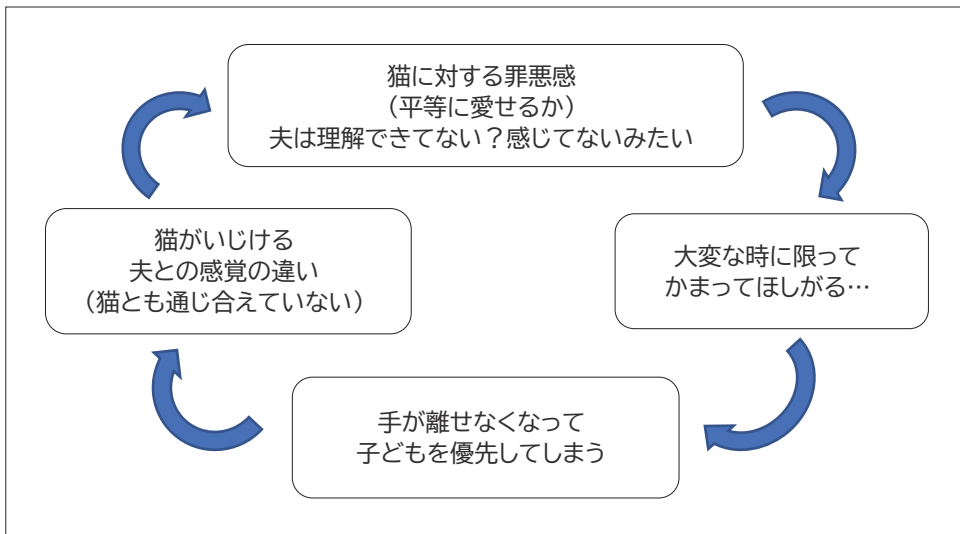 猫に対する罪悪感
（平等に愛せるか）
夫は理解できてない？感じてないみたい
大変な時に限って
かまってほしがる…
手が離せなくなって
子どもを優先してしまう
猫がいじける
夫との感覚の違い
（猫とも通じ合えていない）